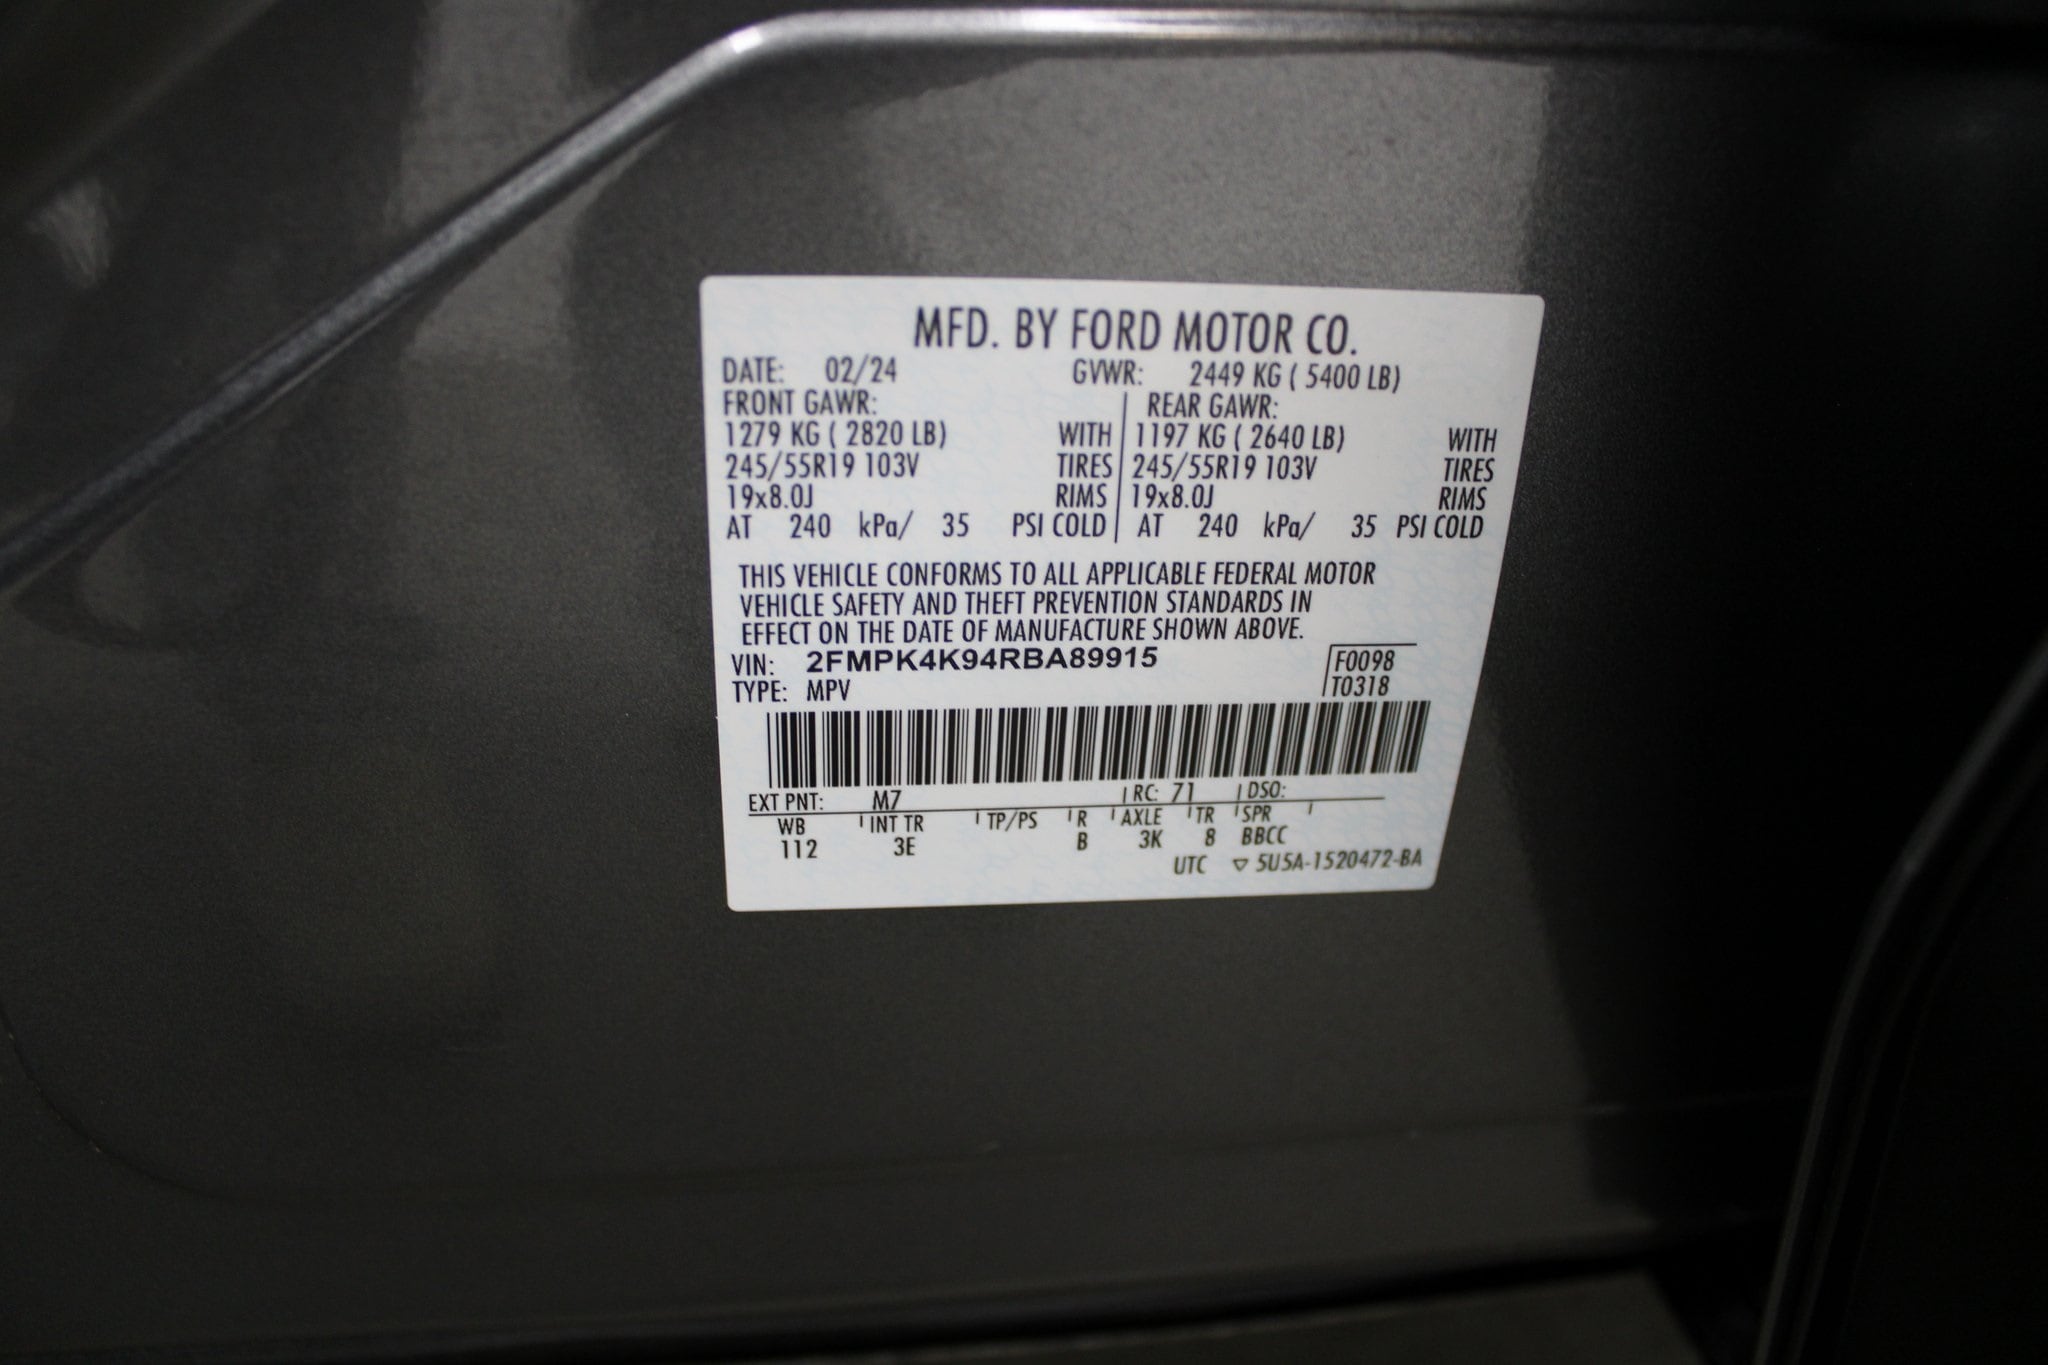 MFD. BY FORD MOTOR CO.
DATE: 02/24 GVWR: 2449 KG ( 5400 LB)
FRONT GAWR: REAR GAWR:
1279 KG ( 2820 LB) WITH 1197 KG ( 2640 LB) WITH
245/55R19 103V TIRES 245/55R19 103V TIRES
19x8.0J RIMS 19x8.0J RIMS
AT 240 kPa/ 35 PSI COLD AT 240 kPa/ 35 PSI COLD
THIS VEHICLE CONFORMS TO ALL APPLICABLE FEDERAL MOTOR
VEHICLE SAFETY AND THEFT PREVENTION STANDARDS IN
EFFECT ON THE DATE OF MANUFACTURE SHOWN ABOVE.
VIN: 2FMPK4K94RBA89915 F0098
TYPE: MPV T0318
EXT PNT: M7 RC: 71 DSO:
WB INT TR TP/PS R AXLE TR SPR
112 3E B 3K 8 BBCC
UTC ▽ 5U5A-1520472-BA